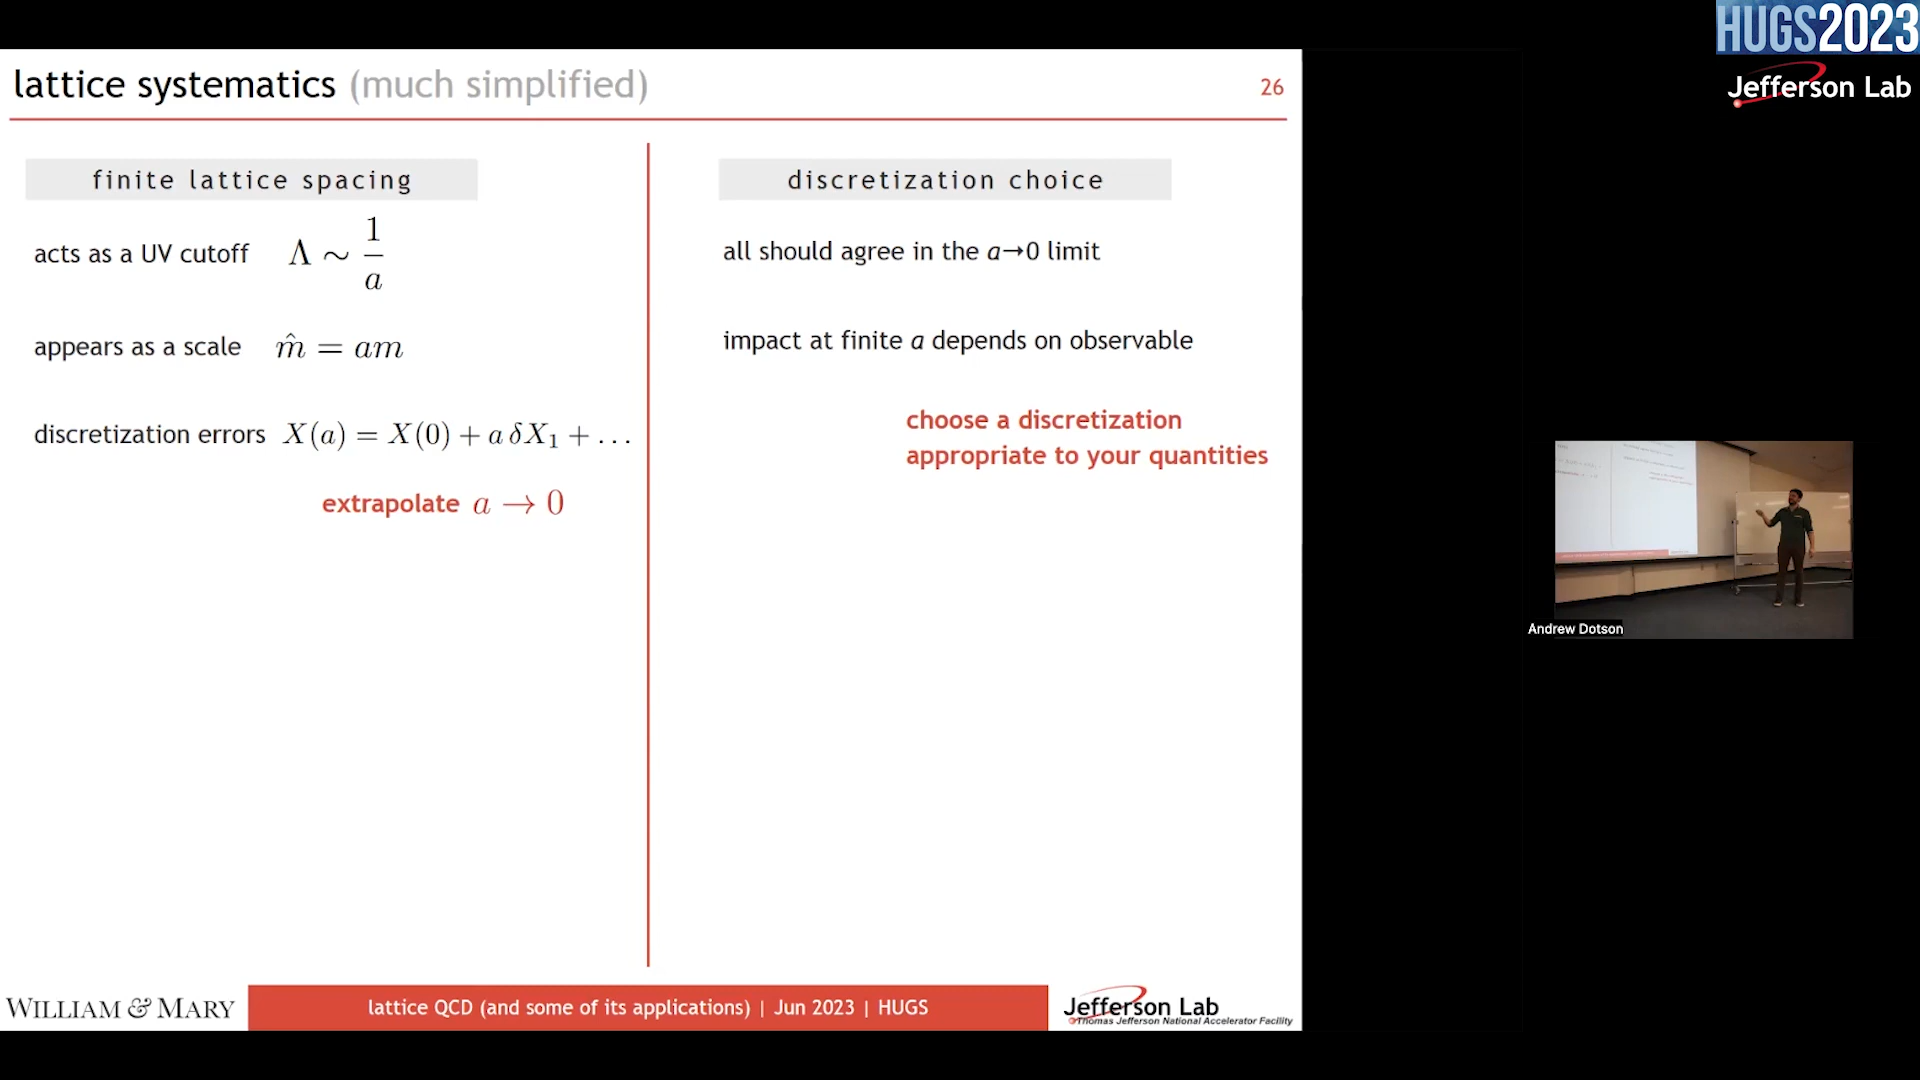 HUGS2023
Jefferson Lab
lattice systematics (much simplified)
26
finite lattice spacing
acts as a UV cutoff Λ ∼ 1/a
appears as a scale m̂ = am
discretization errors X(a) = X(0) + a δX₁ + …
extrapolate a → 0
discretization choice
all should agree in the a→0 limit
impact at finite a depends on observable
choose a discretization
appropriate to your quantities
Andrew Dotson
WILLIAM & MARY
lattice QCD (and some of its applications) | Jun 2023 | HUGS
Jefferson Lab
Thomas Jefferson National Accelerator Facility